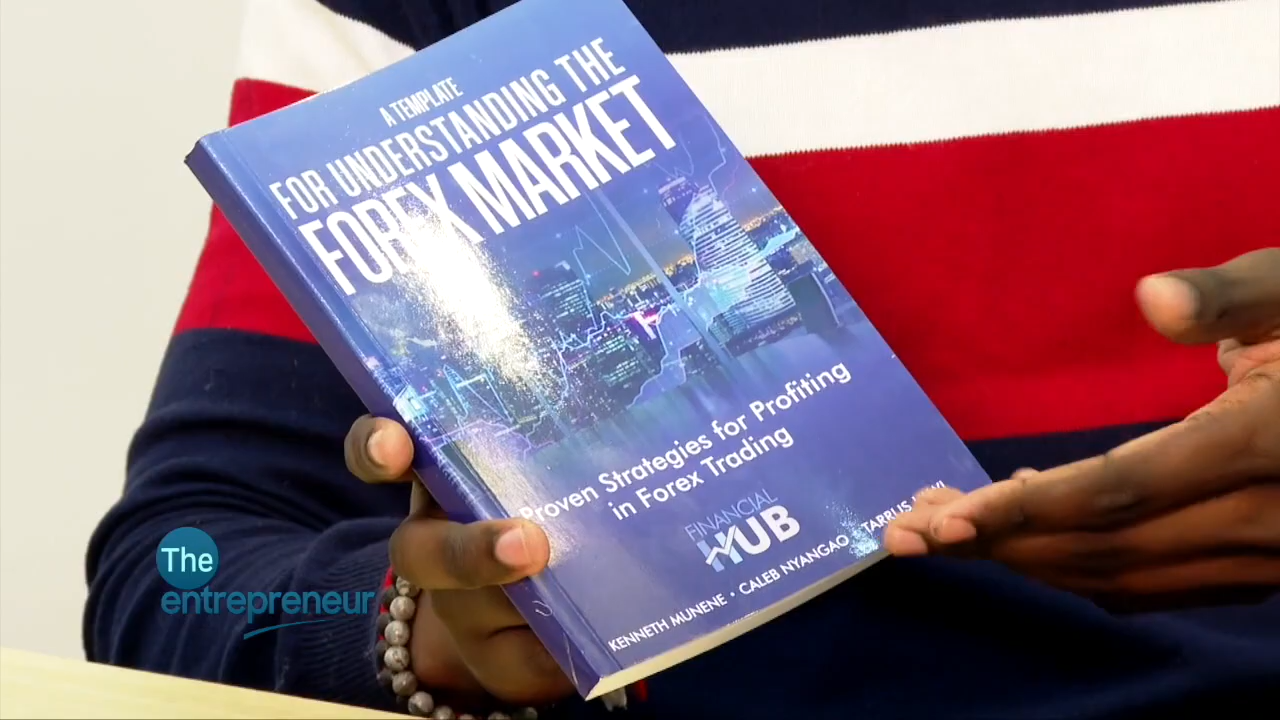 A TEMPLATE
FOR UNDERSTANDING THE
FOREX MARKET
Proven Strategies for Profiting
in Forex Trading
FINANCIAL
HUB
KENNETH MUNENE • CALEB NYANGAO TARRUS
The
entrepreneur